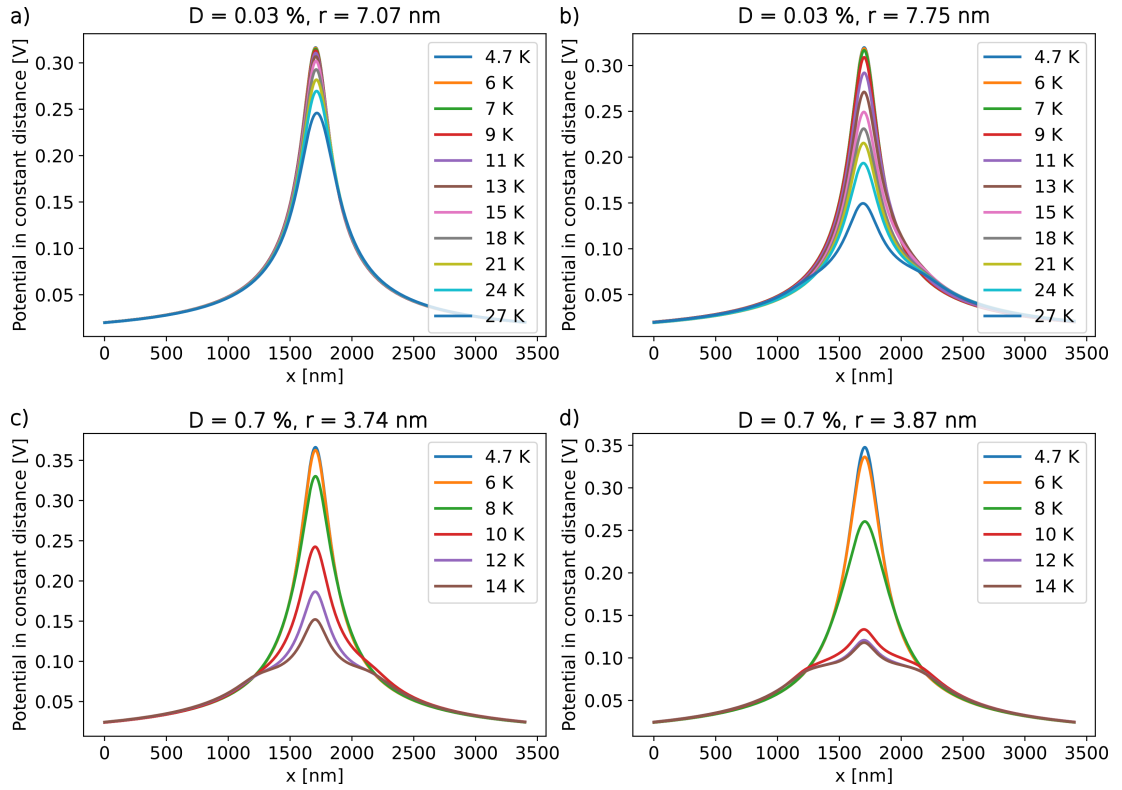 a)
D = 0.03 %, r = 7.07 nm
Potential in constant distance [V]
0.30
0.25
0.20
0.15
0.10
0.05
4.7 K
6 K
7 K
9 K
11 K
13 K
15 K
18 K
21 K
24 K
27 K
0 500 1000 1500 2000 2500 3000 3500
x [nm]
b)
D = 0.03 %, r = 7.75 nm
Potential in constant distance [V]
0.30
0.25
0.20
0.15
0.10
0.05
4.7 K
6 K
7 K
9 K
11 K
13 K
15 K
18 K
21 K
24 K
27 K
0 500 1000 1500 2000 2500 3000 3500
x [nm]
c)
D = 0.7 %, r = 3.74 nm
Potential in constant distance [V]
0.35
0.30
0.25
0.20
0.15
0.10
0.05
4.7 K
6 K
8 K
10 K
12 K
14 K
0 500 1000 1500 2000 2500 3000 3500
x [nm]
d)
D = 0.7 %, r = 3.87 nm
Potential in constant distance [V]
0.35
0.30
0.25
0.20
0.15
0.10
0.05
4.7 K
6 K
8 K
10 K
12 K
14 K
0 500 1000 1500 2000 2500 3000 3500
x [nm]